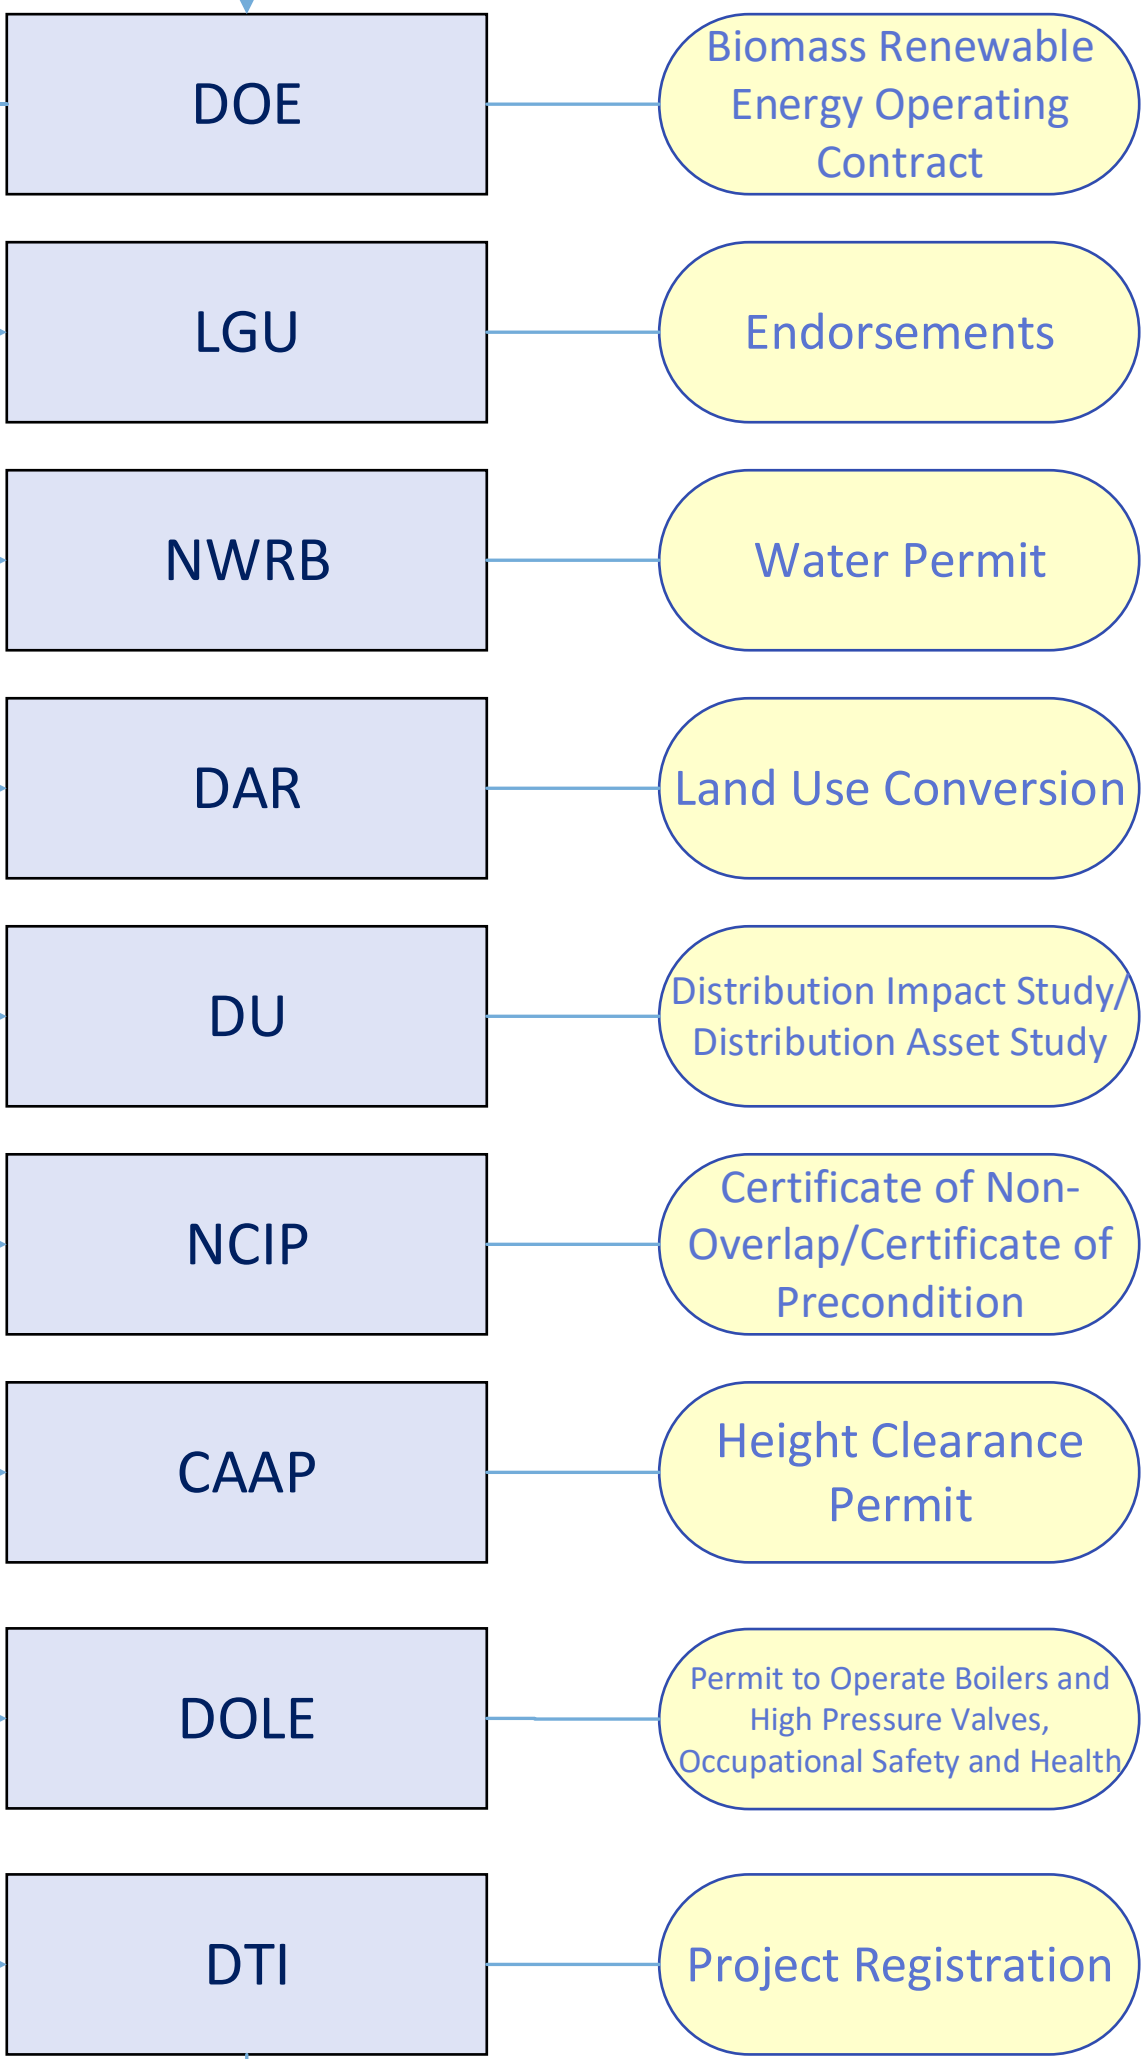 DOE
Biomass Renewable
Energy Operating
Contract
LGU
Endorsements
NWRB
Water Permit
DAR
Land Use Conversion
DU
Distribution Impact Study/
Distribution Asset Study
NCIP
Certificate of Non-
Overlap/Certificate of
Precondition
CAAP
Height Clearance
Permit
DOLE
Permit to Operate Boilers and
High Pressure Valves,
Occupational Safety and Health
DTI
Project Registration